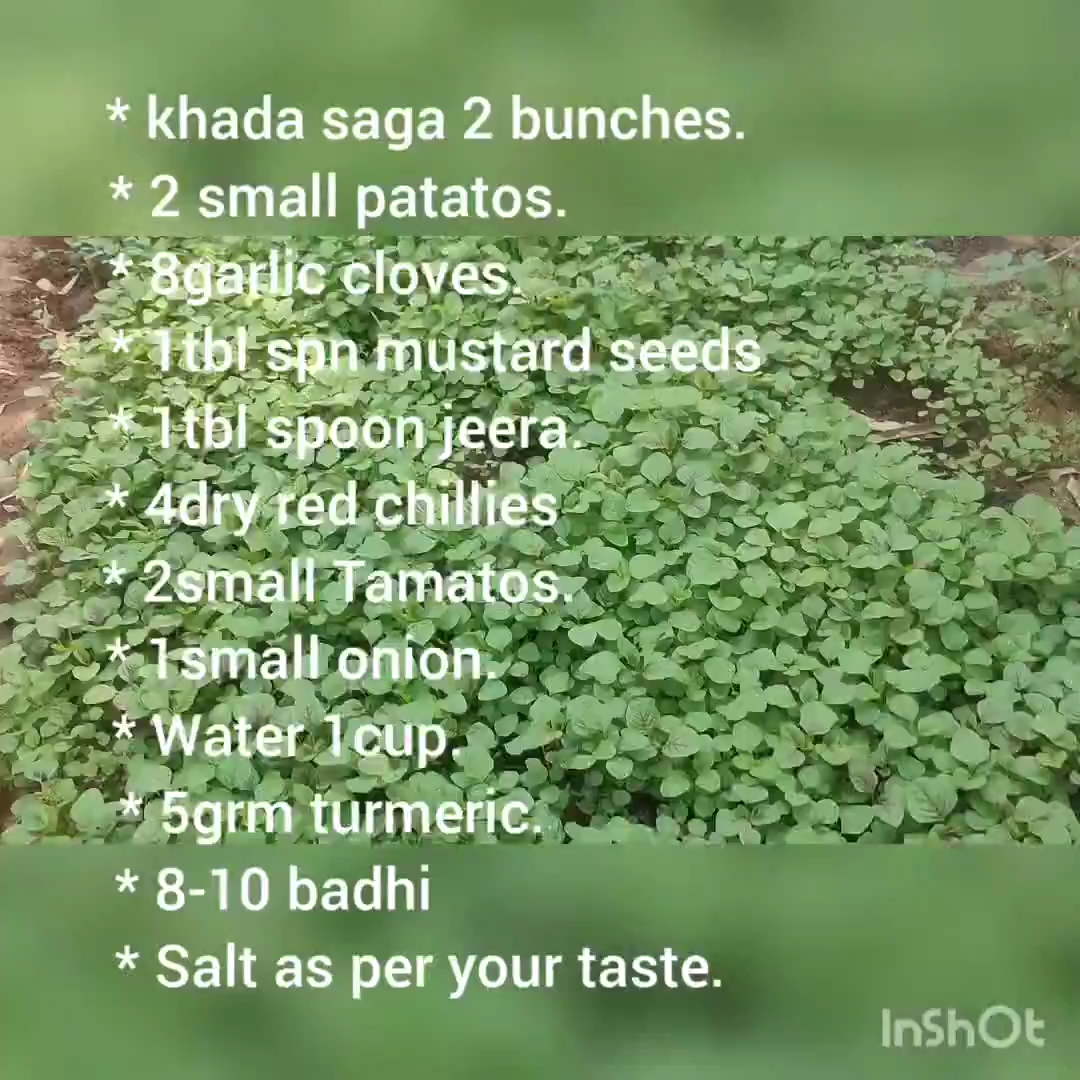 * khada saga 2 bunches.
* 2 small patatos.
* 8garlic cloves.
* 1tbl spn mustard seeds
* 1tbl spoon jeera.
* 4dry red chillies
* 2small Tamatos.
* 1small onion.
* Water 1cup.
* 5grm turmeric.
* 8-10 badhi
* Salt as per your taste.
InShOt